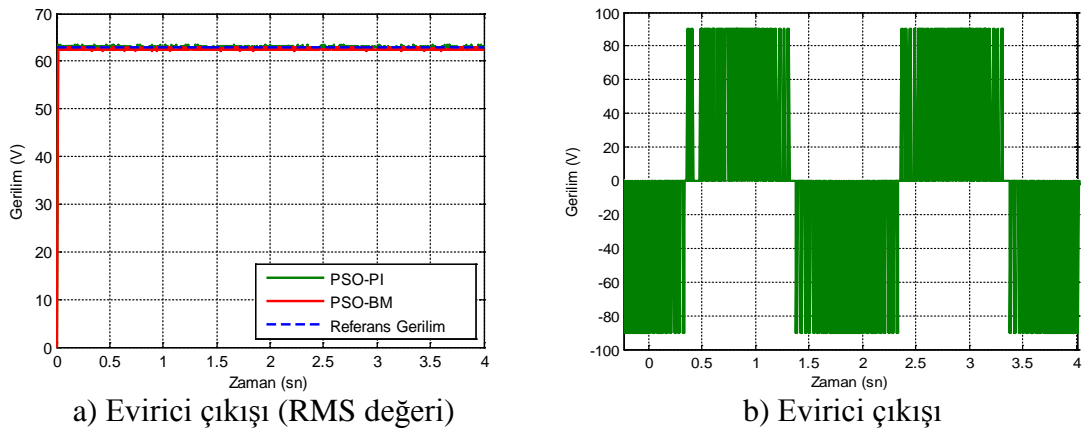 70
60
50
40
30
20
10
0
Gerilim (V)
0 0.5 1 1.5 2 2.5 3 3.5 4
Zaman (sn)
PSO-PI
PSO-BM
Referans Gerilim
a) Evirici çıkışı (RMS değeri)
100
80
60
40
20
0
-20
-40
-60
-80
-100
Gerilim (V)
0 0.5 1 1.5 2 2.5 3 3.5 4
Zaman (sn)
b) Evirici çıkışı